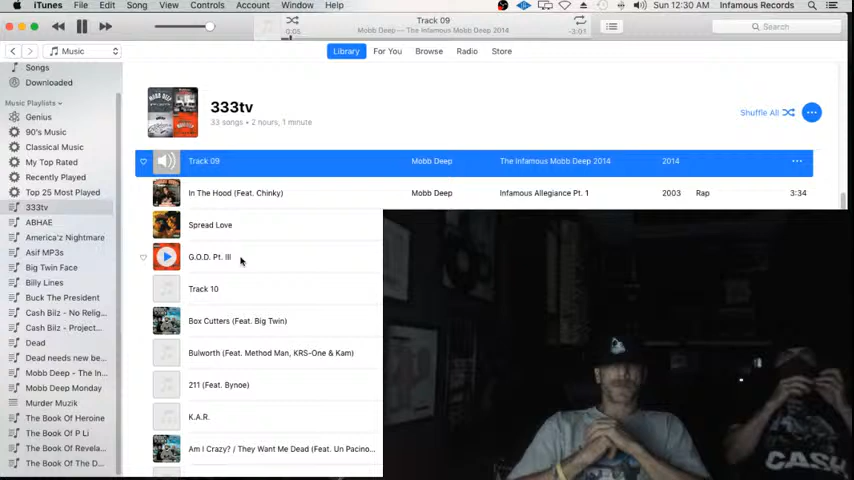 iTunes File Edit Song View Controls Account Window Help Sun 12:30 AM Infamous Records
Track 09
0:05 Mobb Deep — The Infamous Mobb Deep 2014 -3:01
Search
Music Library For You Browse Radio Store
Songs
Downloaded
Music Playlists
Genius
90's Music
Classical Music
My Top Rated
Recently Played
Top 25 Most Played
333tv
ABHAE
America'z Nightmare
Asif MP3s
Big Twin Face
Billy Lines
Buck The President
Cash Bilz - No Relig...
Cash Bilz - Project...
Dead
Dead needs new be...
Mobb Deep - The In...
Mobb Deep Monday
Murder Muzik
The Book Of Heroine
The Book Of P Li
The Book Of Revela...
The Book Of The D...
333tv
33 songs • 2 hours, 1 minute
Shuffle All
Track 09 Mobb Deep The Infamous Mobb Deep 2014 2014
In The Hood (Feat. Chinky) Mobb Deep Infamous Allegiance Pt. 1 2003 Rap 3:34
Spread Love
G.O.D. Pt. III
Track 10
Box Cutters (Feat. Big Twin)
Bulworth (Feat. Method Man, KRS-One & Kam)
211 (Feat. Bynoe)
K.A.R.
Am I Crazy? / They Want Me Dead (Feat. Un Pacino...
CASH